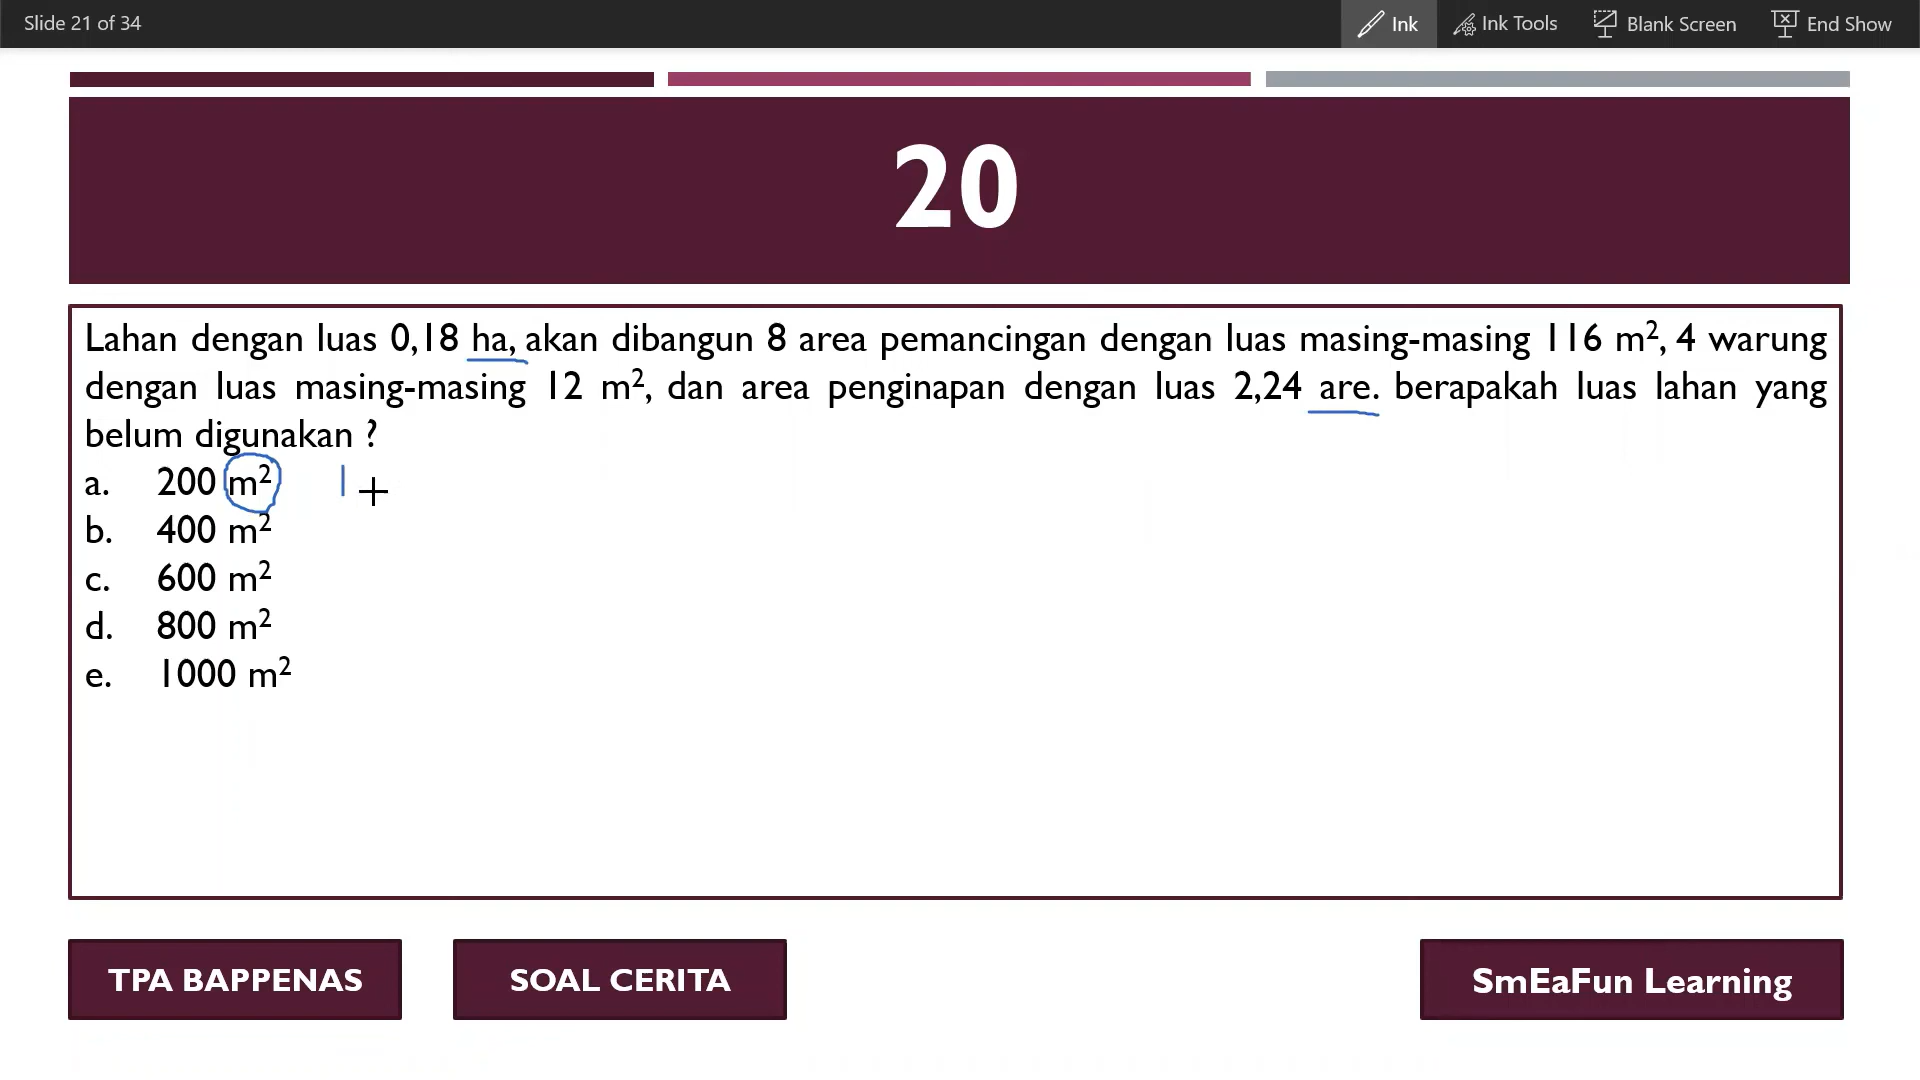 Slide 21 of 34
Ink
Ink Tools
Blank Screen
End Show
20
Lahan dengan luas 0,18 ha, akan dibangun 8 area pemancingan dengan luas masing-masing 116 m², 4 warung
dengan luas masing-masing 12 m², dan area penginapan dengan luas 2,24 are. berapakah luas lahan yang
belum digunakan ?
a. 200 m² |
b. 400 m²
c. 600 m²
d. 800 m²
e. 1000 m²
TPA BAPPENAS
SOAL CERITA
SmEaFun Learning